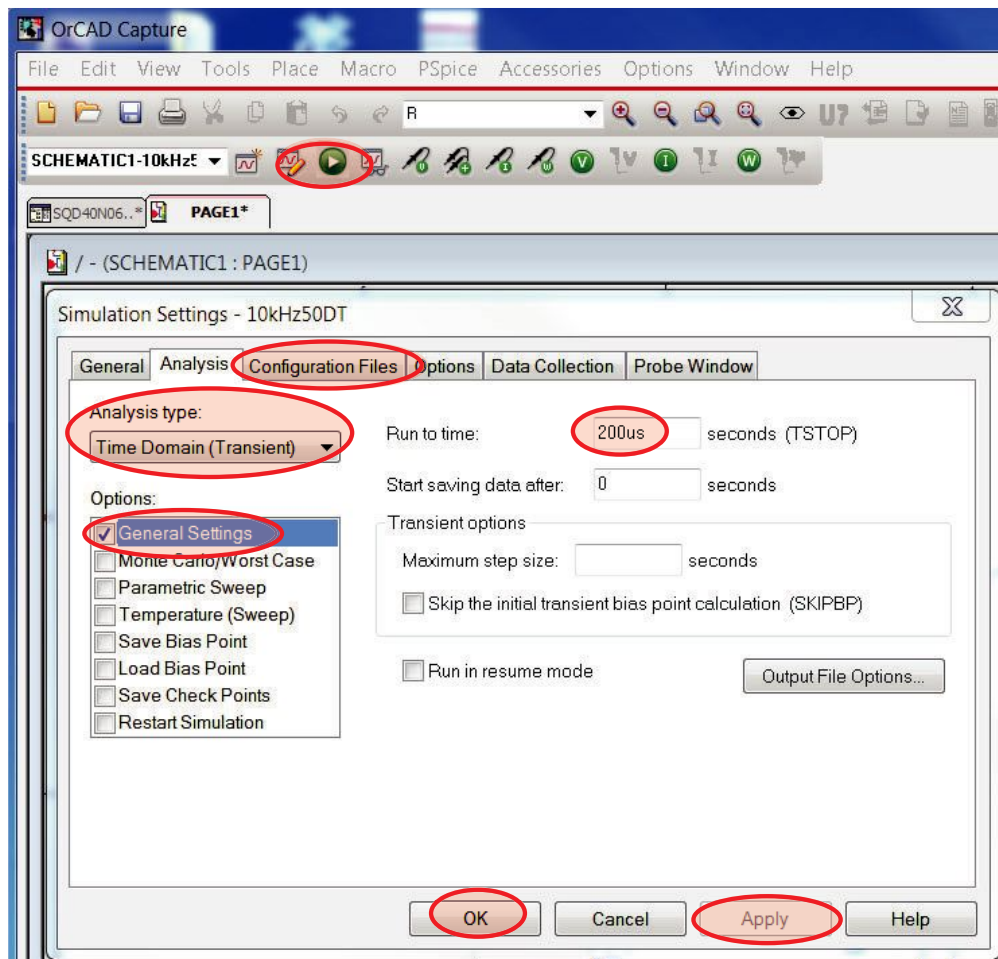 OrCAD Capture
File Edit View Tools Place Macro PSpice Accessories Options Window Help
R U?
SCHEMATIC1-10kHz5 V I W
SQD40N06..* PAGE1*
/ - (SCHEMATIC1 : PAGE1)
Simulation Settings - 10kHz50DT
General Analysis Configuration Files Options Data Collection Probe Window
Analysis type:
Time Domain (Transient)
Run to time: 200us seconds (TSTOP)
Start saving data after: 0 seconds
Options:
General Settings
Monte Carlo/Worst Case
Parametric Sweep
Temperature (Sweep)
Save Bias Point
Load Bias Point
Save Check Points
Restart Simulation
Transient options
Maximum step size: seconds
Skip the initial transient bias point calculation (SKIPBP)
Run in resume mode
Output File Options...
OK Cancel Apply Help